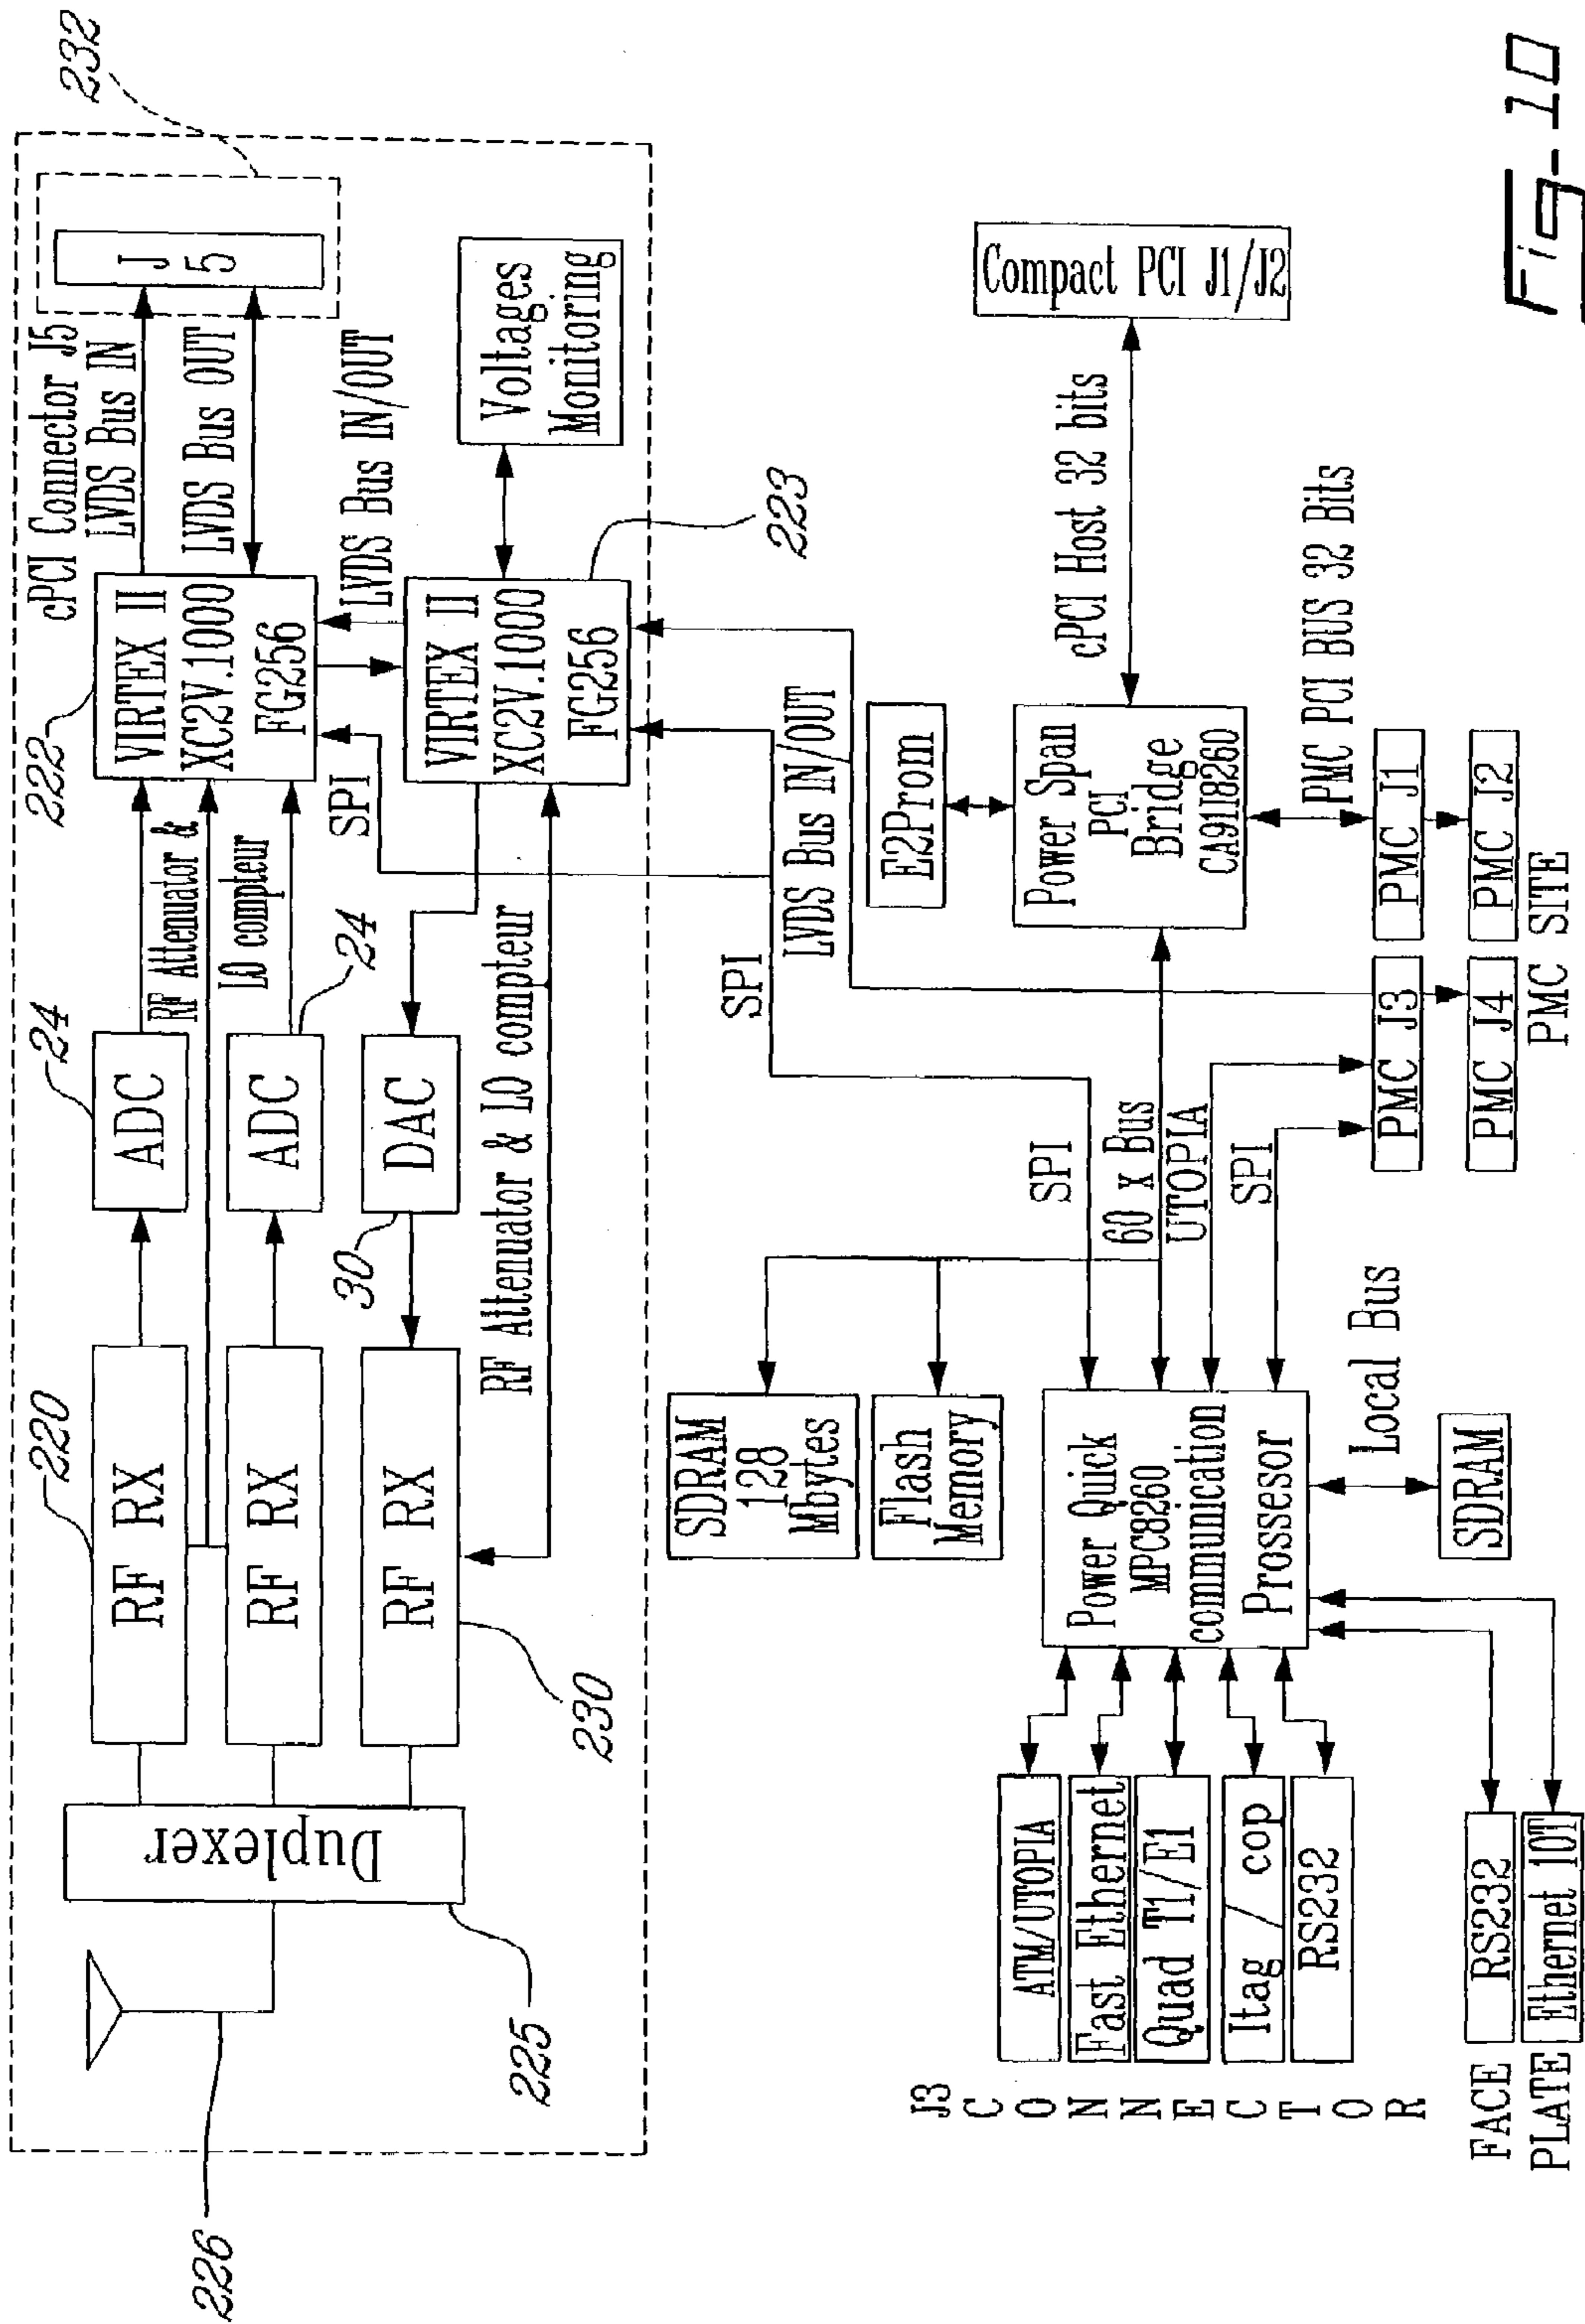 232
cPCI Connector J5
LVDS Bus IN
LVDS Bus OUT
J
5
222
VIRTEX II
XC2V.1000
FG256
LVDS Bus IN/OUT
Voltages
Monitoring
VIRTEX II
XC2V.1000
FG256
223
SPI
24
ADC
RF Attenuator &
LO compteur
ADC
24
DAC
30
RF Attenuator & LO compteur
220
RF RX
RF RX
RF RX
230
Duplexer
225
226
SPI
LVDS Bus IN/OUT
E2Prom
Power Span
PCI
Bridge
CA91I8260
cPCI Host 32 bits
Compact PCI J1/J2
PMC PCI BUS 32 Bits
PMC J1
PMC J2
PMC J3
PMC J4
PMC SITE
SPI
60 x Bus
UTOPIA
SPI
SDRAM
128
Mbytes
Flash
Memory
Power Quick
MPC8260
communication
Prossesor
Local Bus
SDRAM
J3
C
O
N
N
E
C
T
O
R
ATM/UTOPIA
Fast Ethernet
Quad T1/E1
Itag / cop
RS232
FACE
PLATE
RS232
Ethernet 10T
Fig-10